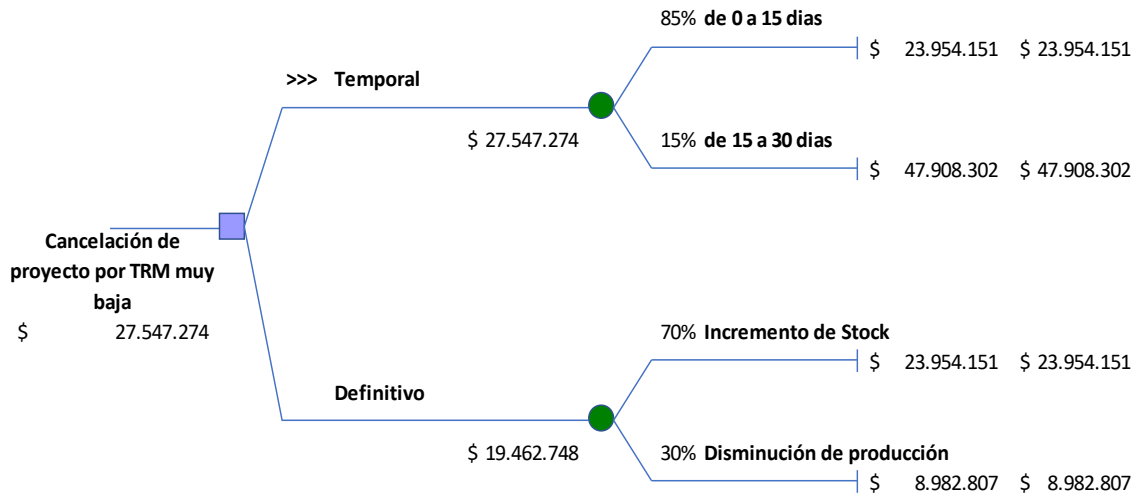 85% de 0 a 15 dias
$ 23.954.151 $ 23.954.151
>>> Temporal
$ 27.547.274
15% de 15 a 30 dias
$ 47.908.302 $ 47.908.302
Cancelación de
proyecto por TRM muy
baja
$ 27.547.274
70% Incremento de Stock
$ 23.954.151 $ 23.954.151
Definitivo
$ 19.462.748
30% Disminución de producción
$ 8.982.807 $ 8.982.807